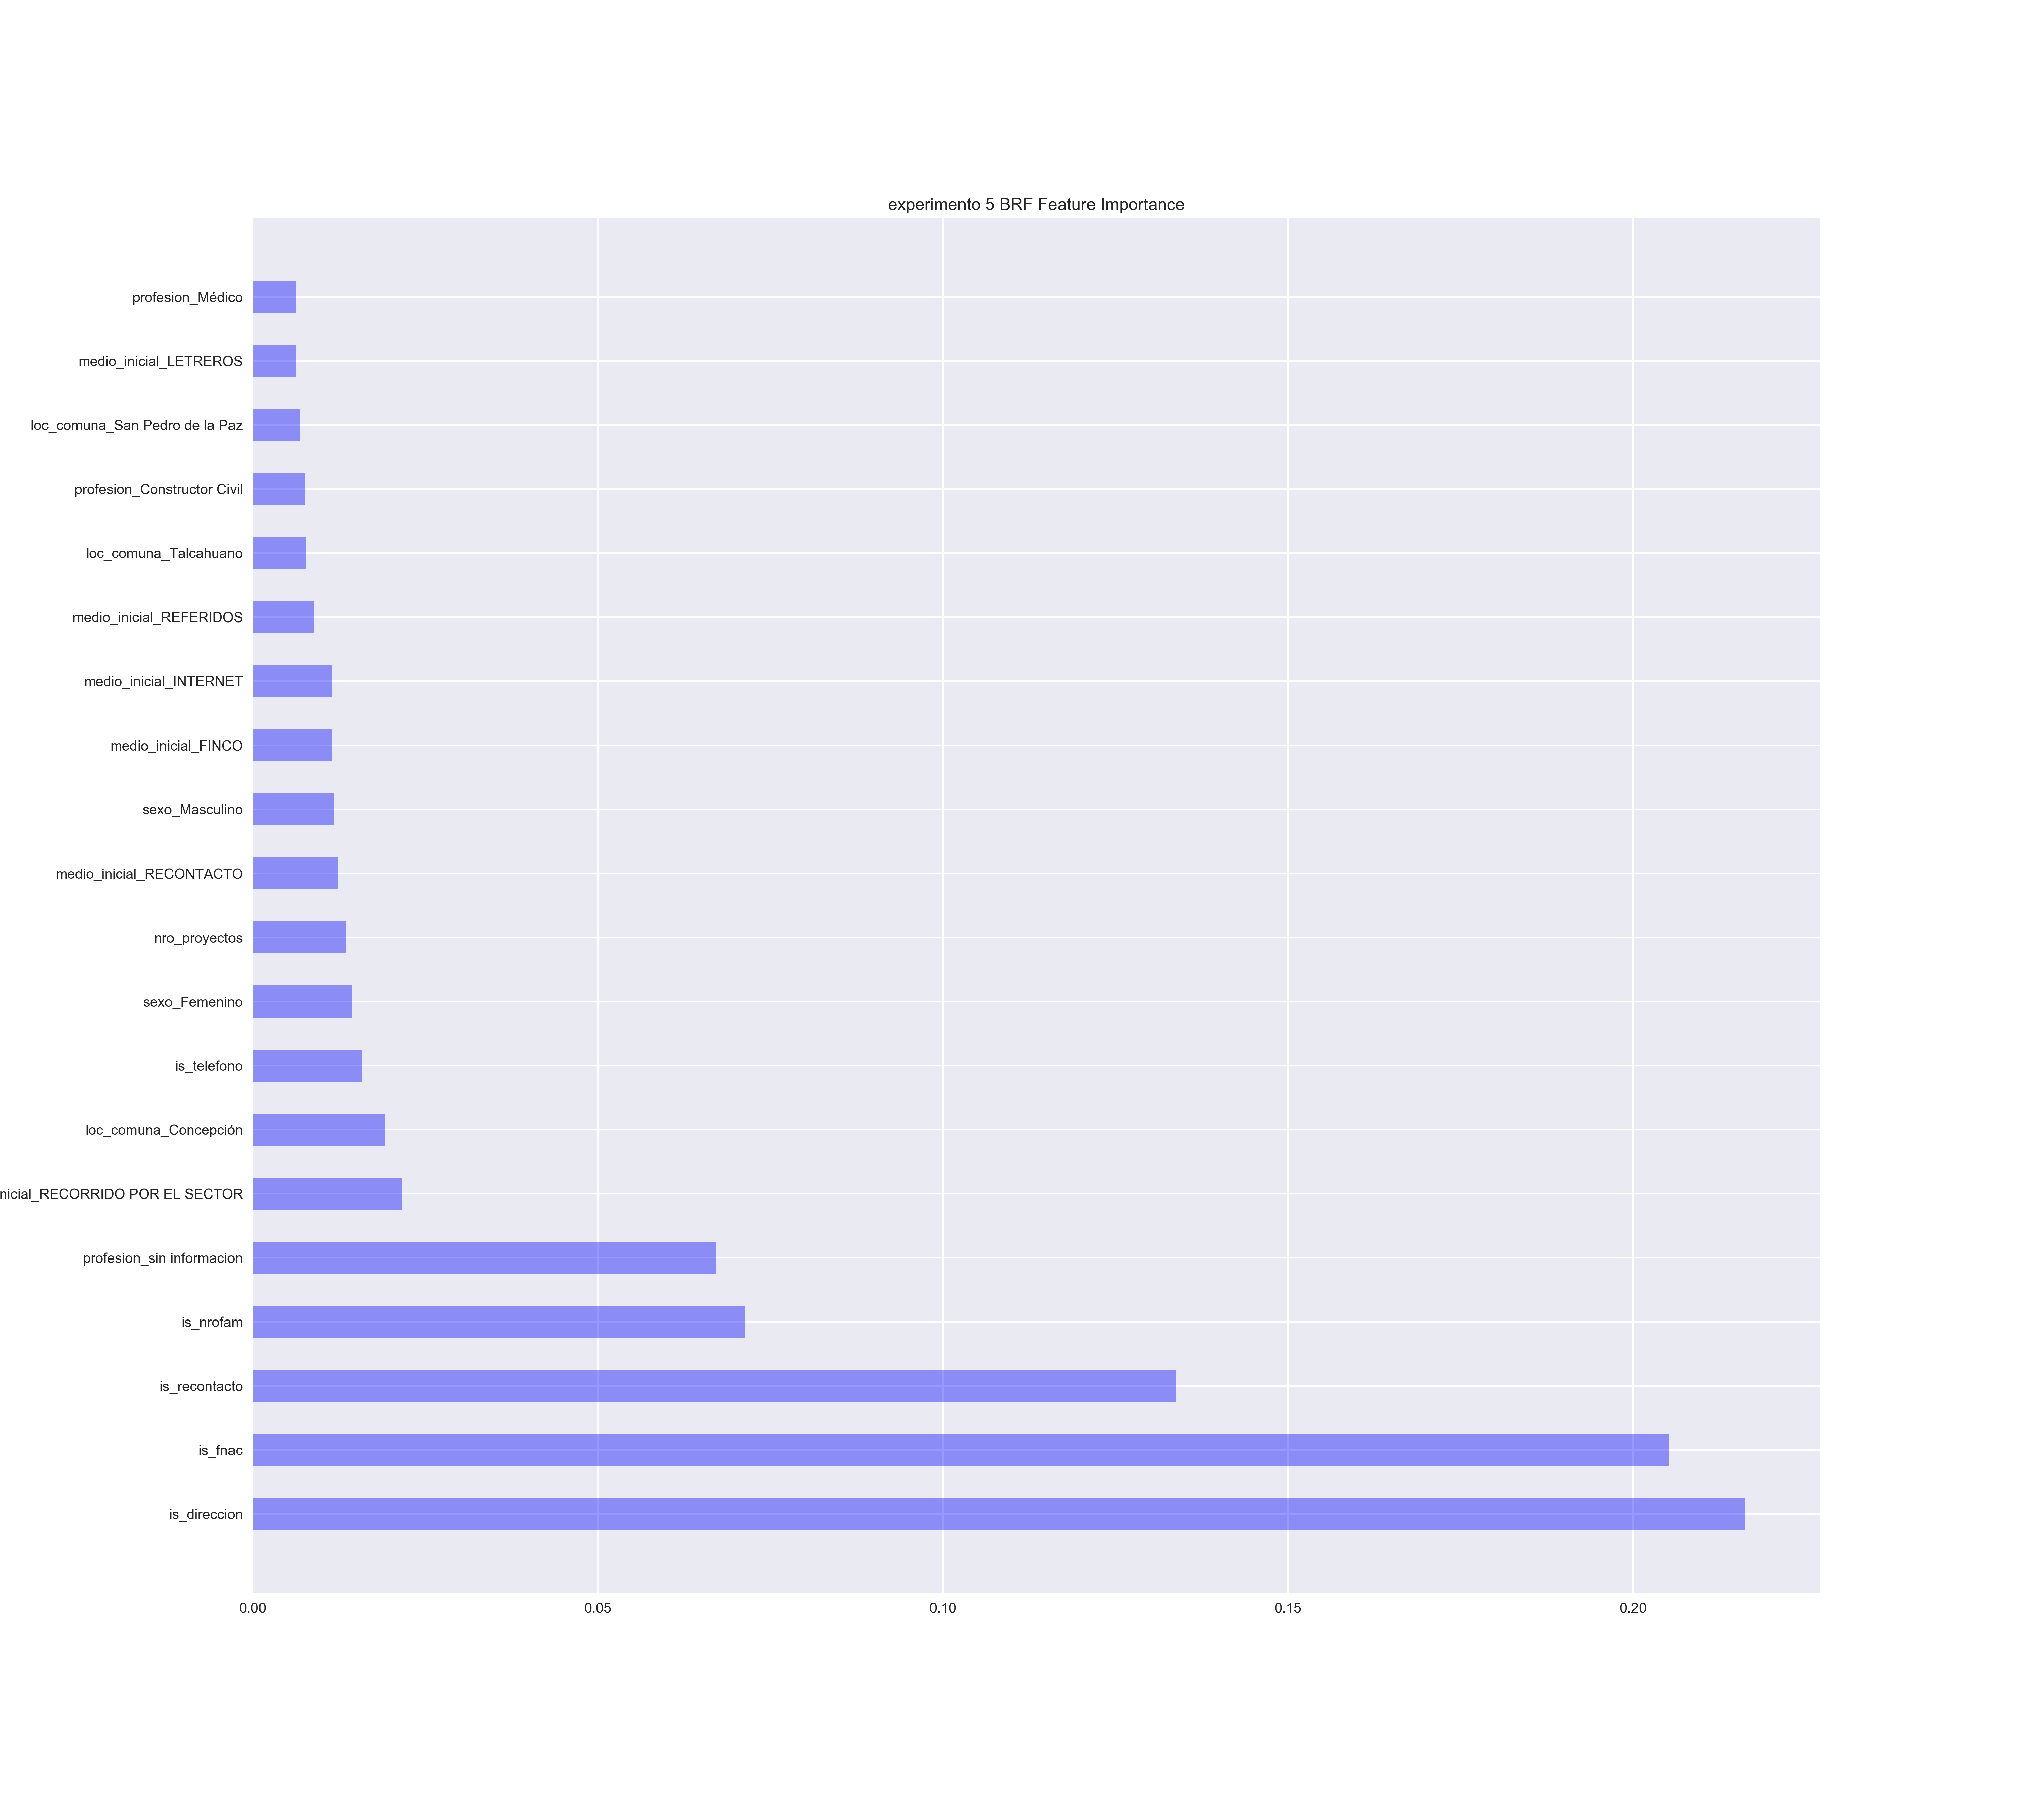 experimento 5 BRF Feature Importance
profesion_Médico
medio_inicial_LETREROS
loc_comuna_San Pedro de la Paz
profesion_Constructor Civil
loc_comuna_Talcahuano
medio_inicial_REFERIDOS
medio_inicial_INTERNET
medio_inicial_FINCO
sexo_Masculino
medio_inicial_RECONTACTO
nro_proyectos
sexo_Femenino
is_telefono
loc_comuna_Concepción
nicial_RECORRIDO POR EL SECTOR
profesion_sin informacion
is_nrofam
is_recontacto
is_fnac
is_direccion
0.00 0.05 0.10 0.15 0.20